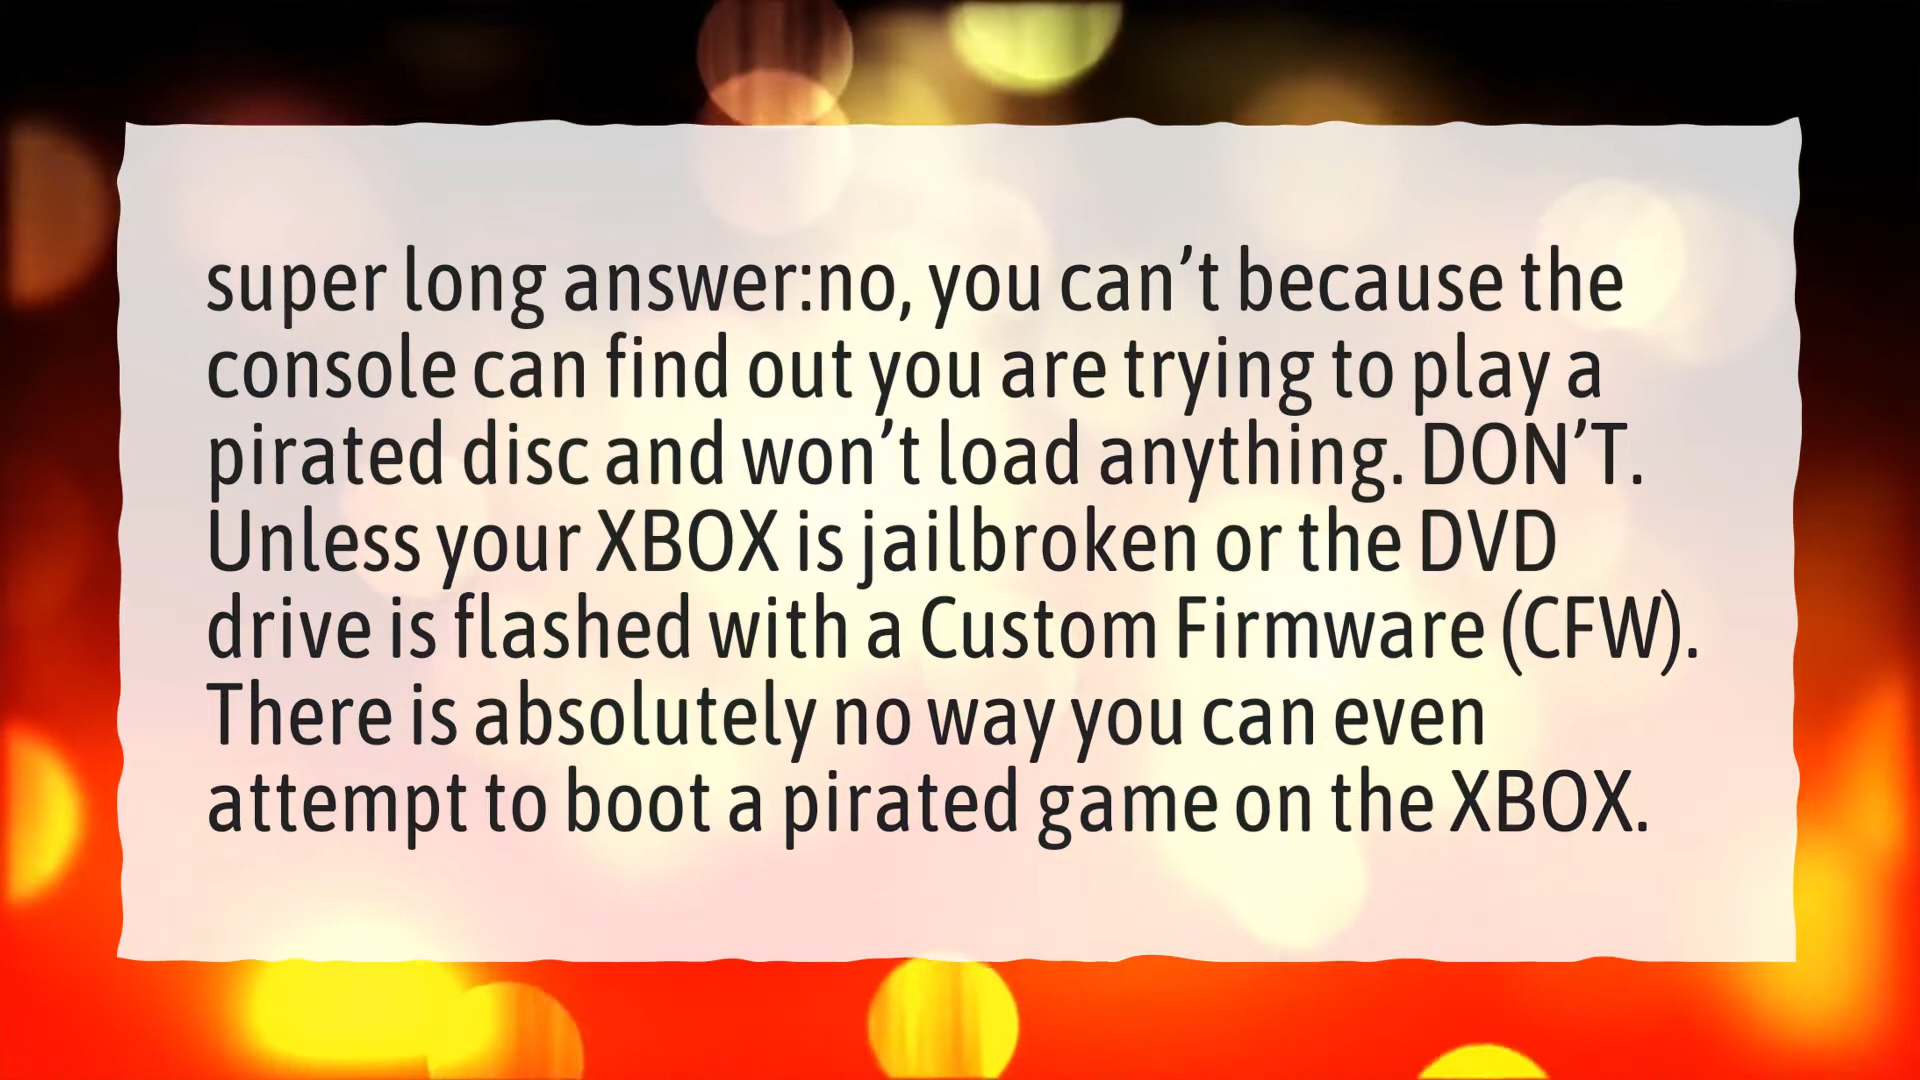 super long answer:no, you can’t because the
console can find out you are trying to play a
pirated disc and won’t load anything. DON’T.
Unless your XBOX is jailbroken or the DVD
drive is flashed with a Custom Firmware (CFW).
There is absolutely no way you can even
attempt to boot a pirated game on the XBOX.